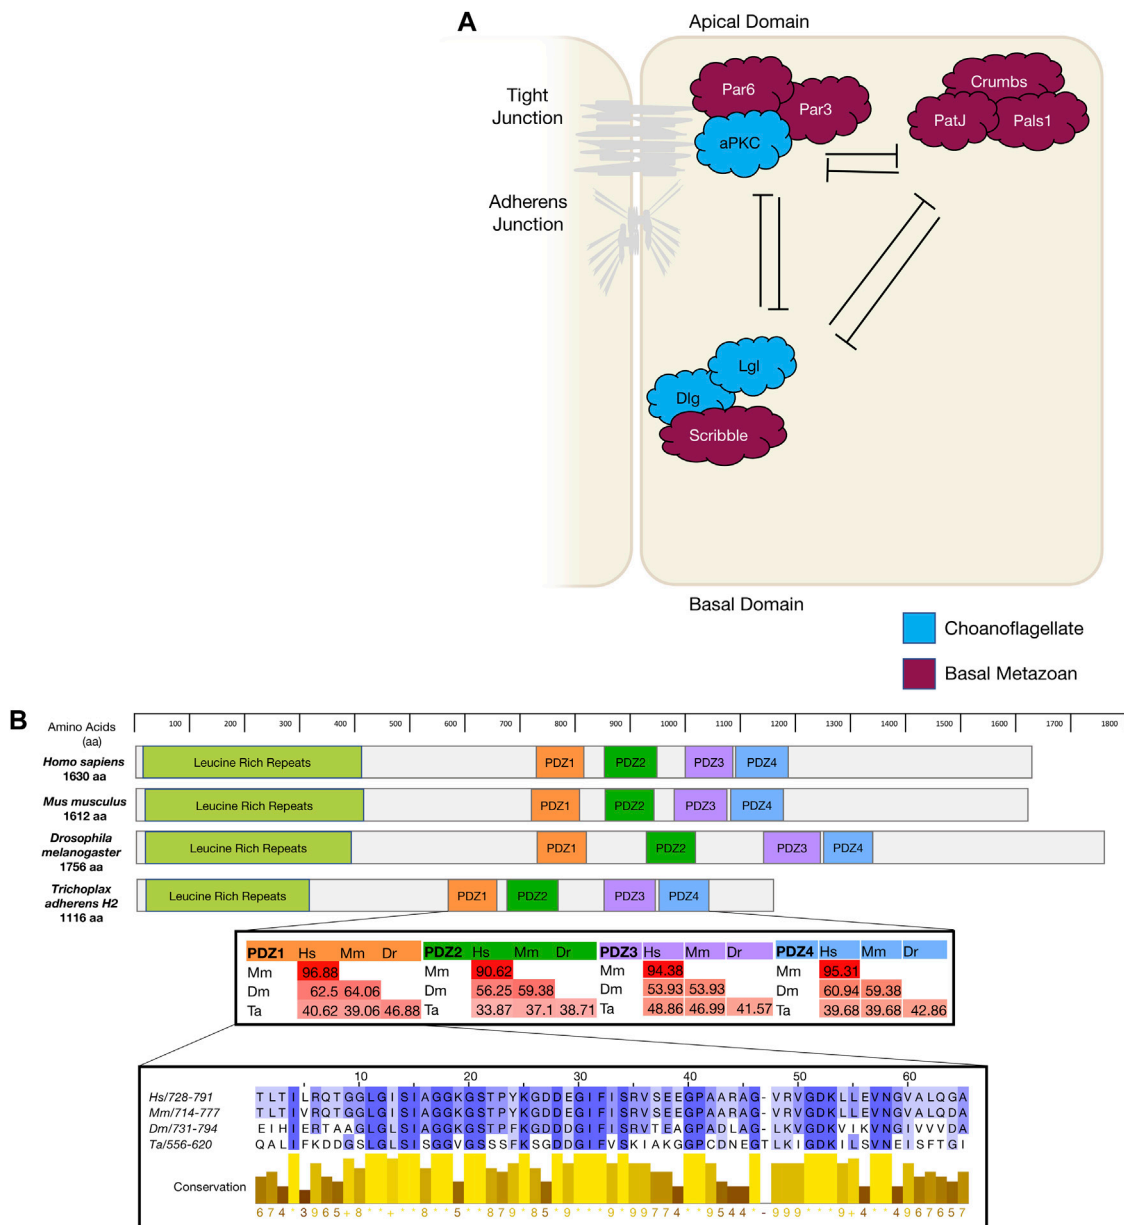 A
Apical Domain
Tight
Junction
Adherens
Junction
Par6
Par3
aPKC
Crumbs
PatJ
Pals1
Lgl
Dlg
Scribble
Basal Domain
Choanoflagellate
Basal Metazoan
B
Amino Acids
(aa)
100 200 300 400 500 600 700 800 900 1000 1100 1200 1300 1400 1500 1600 1700 1800
Homo sapiens
1630 aa
Leucine Rich Repeats PDZ1 PDZ2 PDZ3 PDZ4
Mus musculus
1612 aa
Leucine Rich Repeats PDZ1 PDZ2 PDZ3 PDZ4
Drosophila
melanogaster
1756 aa
Leucine Rich Repeats PDZ1 PDZ2 PDZ3 PDZ4
Trichoplax
adherens H2
1116 aa
Leucine Rich Repeats PDZ1 PDZ2 PDZ3 PDZ4
PDZ1 Hs Mm Dr PDZ2 Hs Mm Dr PDZ3 Hs Mm Dr PDZ4 Hs Mm Dr
Mm 96.88 Mm 90.62 Mm 94.38 Mm 95.31
Dm 62.5 64.06 Dm 56.25 59.38 Dm 53.93 53.93 Dm 60.94 59.38
Ta 40.62 39.06 46.88 Ta 33.87 37.1 38.71 Ta 48.86 46.99 41.57 Ta 39.68 39.68 42.86
10 20 30 40 50 60
Hs/728-791 TLTILRQTGGLGISIAGGKGSTPYKGDDEGIFISRVSEEGPAARAG-VRVGDKLLEVNGVALQGA
Mm/714-777 TLTIVRQTGGLGISIAGGKGSTPYKGDDEGIFISRVSEEGPAARAG-VRVGDKLLEVNGVALQDA
Dm/731-794 EIHIERTAAGLGLSIAGGKGSTPFKGDDDGIFISRVTEAGPADLAG-LKVGDKVIKVNGIVVVDA
Ta/556-620 QALIFKDDGSLGLSISGGVGSSSFKSGDDGIFVSKIAKGGPCDNEGTLKIGDKILSVNEISFTGI
Conservation
674*3965+8**+**8**5**879*85*9***9*99774**9544*-999***9+4**4967657